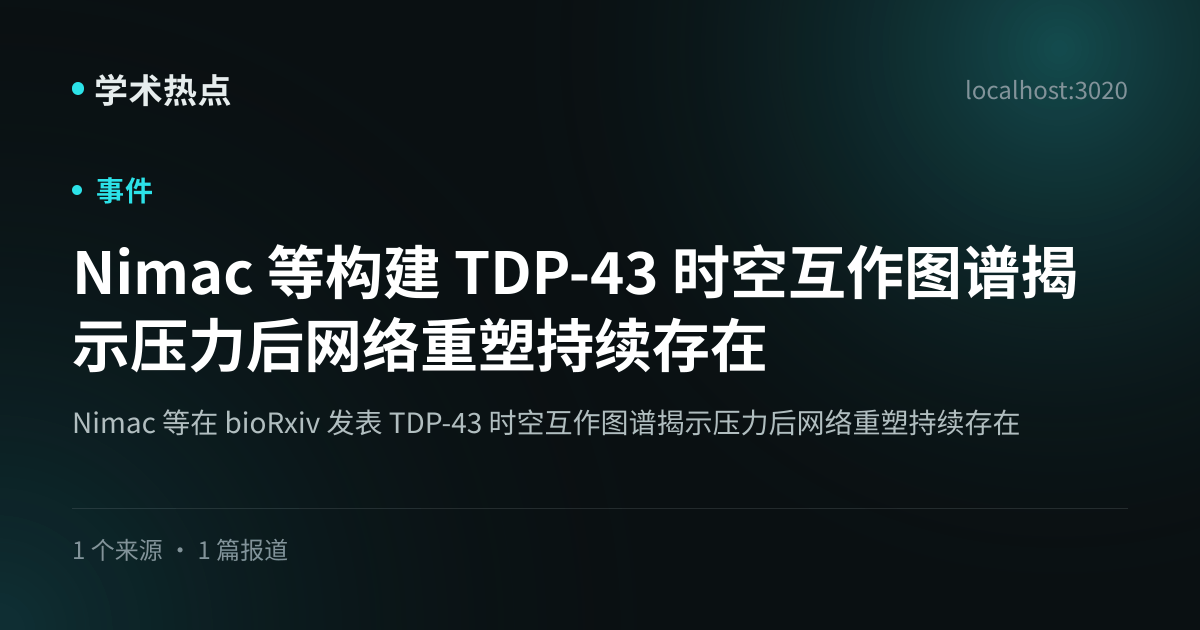 学术热点
localhost:3020
事件
Nimac 等构建 TDP-43 时空互作图谱揭
示压力后网络重塑持续存在
Nimac 等在 bioRxiv 发表 TDP-43 时空互作图谱揭示压力后网络重塑持续存在
1 个来源 · 1 篇报道